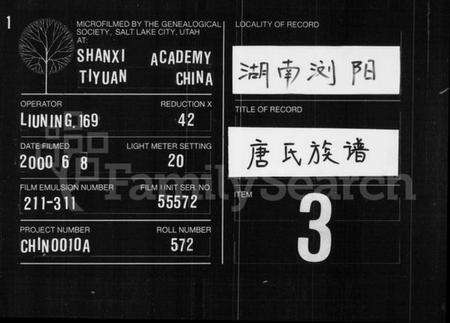 1
MICROFILMED BY THE GENEALOGICAL
SOCIETY, SALT LAKE CITY, UTAH
AT:
SHANXI ACADEMY
TIYUAN CHINA
OPERATOR REDUCTION X
LIUNING.169 42
DATE FILMED LIGHT METER SETTING
2000 6 8 20
FILM EMULSION NUMBER FILM UNIT SER. NO.
211-311 55572
PROJECT NUMBER ROLL NUMBER
CHIN0010A 572
LOCALITY OF RECORD
湖南浏阳
TITLE OF RECORD
唐氏族谱
ITEM
3
FamilySearch